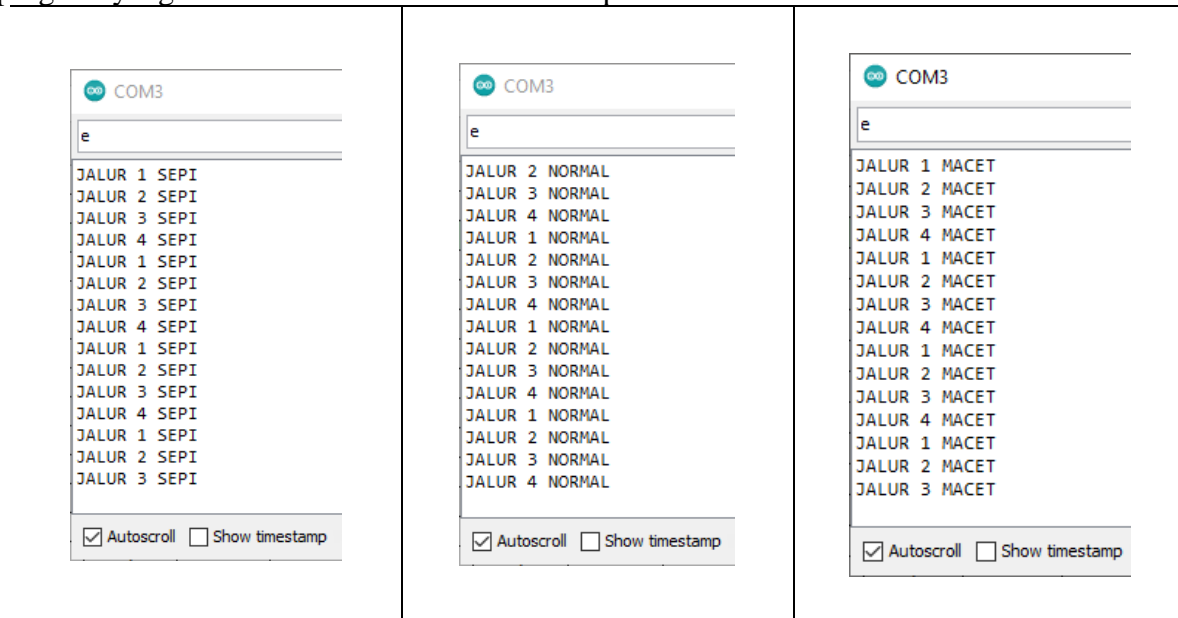 COM3
e
JALUR 1 SEPI
JALUR 2 SEPI
JALUR 3 SEPI
JALUR 4 SEPI
JALUR 1 SEPI
JALUR 2 SEPI
JALUR 3 SEPI
JALUR 4 SEPI
JALUR 1 SEPI
JALUR 2 SEPI
JALUR 3 SEPI
JALUR 4 SEPI
JALUR 1 SEPI
JALUR 2 SEPI
JALUR 3 SEPI
Autoscroll Show timestamp
COM3
e
JALUR 2 NORMAL
JALUR 3 NORMAL
JALUR 4 NORMAL
JALUR 1 NORMAL
JALUR 2 NORMAL
JALUR 3 NORMAL
JALUR 4 NORMAL
JALUR 1 NORMAL
JALUR 2 NORMAL
JALUR 3 NORMAL
JALUR 4 NORMAL
JALUR 1 NORMAL
JALUR 2 NORMAL
JALUR 3 NORMAL
JALUR 4 NORMAL
Autoscroll Show timestamp
COM3
e
JALUR 1 MACET
JALUR 2 MACET
JALUR 3 MACET
JALUR 4 MACET
JALUR 1 MACET
JALUR 2 MACET
JALUR 3 MACET
JALUR 4 MACET
JALUR 1 MACET
JALUR 2 MACET
JALUR 3 MACET
JALUR 4 MACET
JALUR 1 MACET
JALUR 2 MACET
JALUR 3 MACET
Autoscroll Show timestamp